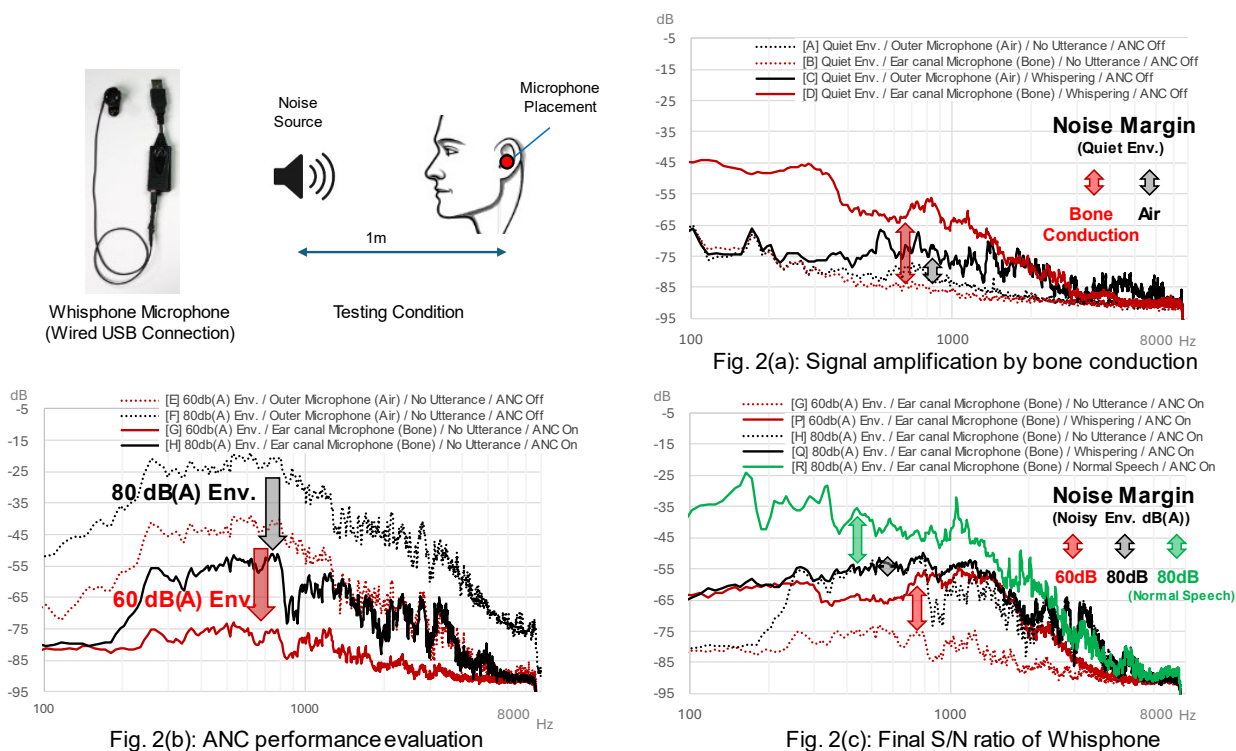 Noise
Source
Microphone
Placement
1m
Whisphone Microphone
(Wired USB Connection)
Testing Condition
dB
-5
-15
-25
-35
-45
-55
-65
-75
-85
-95
[A] Quiet Env. / Outer Microphone (Air) / No Utterance / ANC Off
[B] Quiet Env. / Ear canal Microphone (Bone) / No Utterance / ANC Off
[C] Quiet Env. / Outer Microphone (Air) / Whispering / ANC Off
[D] Quiet Env. / Ear canal Microphone (Bone) / Whispering / ANC Off
Noise Margin
(Quiet Env.)
Bone
Conduction
Air
100
1000
8000 Hz
Fig. 2(a): Signal amplification by bone conduction
dB
-5
-15
-25
-35
-45
-55
-65
-75
-85
-95
[E] 60db(A) Env. / Outer Microphone (Air) / No Utterance / ANC Off
[F] 80db(A) Env. / Outer Microphone (Air) / No Utterance / ANC Off
[G] 60db(A) Env. / Ear canal Microphone (Bone) / No Utterance / ANC On
[H] 80db(A) Env. / Ear canal Microphone (Bone) / No Utterance / ANC On
80 dB(A) Env.
60 dB(A) Env.
100
1000
8000 Hz
Fig. 2(b): ANC performance evaluation
dB
-5
-15
-25
-35
-45
-55
-65
-75
-85
-95
[G] 60db(A) Env. / Ear canal Microphone (Bone) / No Utterance / ANC On
[P] 60db(A) Env. / Ear canal Microphone (Bone) / Whispering / ANC On
[H] 80db(A) Env. / Ear canal Microphone (Bone) / No Utterance / ANC On
[Q] 80db(A) Env. / Ear canal Microphone (Bone) / Whispering / ANC On
[R] 80db(A) Env. / Ear canal Microphone (Bone) / Normal Speech / ANC On
Noise Margin
(Noisy Env. dB(A))
60dB
80dB
80dB
(Normal Speech)
100
1000
8000 Hz
Fig. 2(c): Final S/N ratio of Whisphone